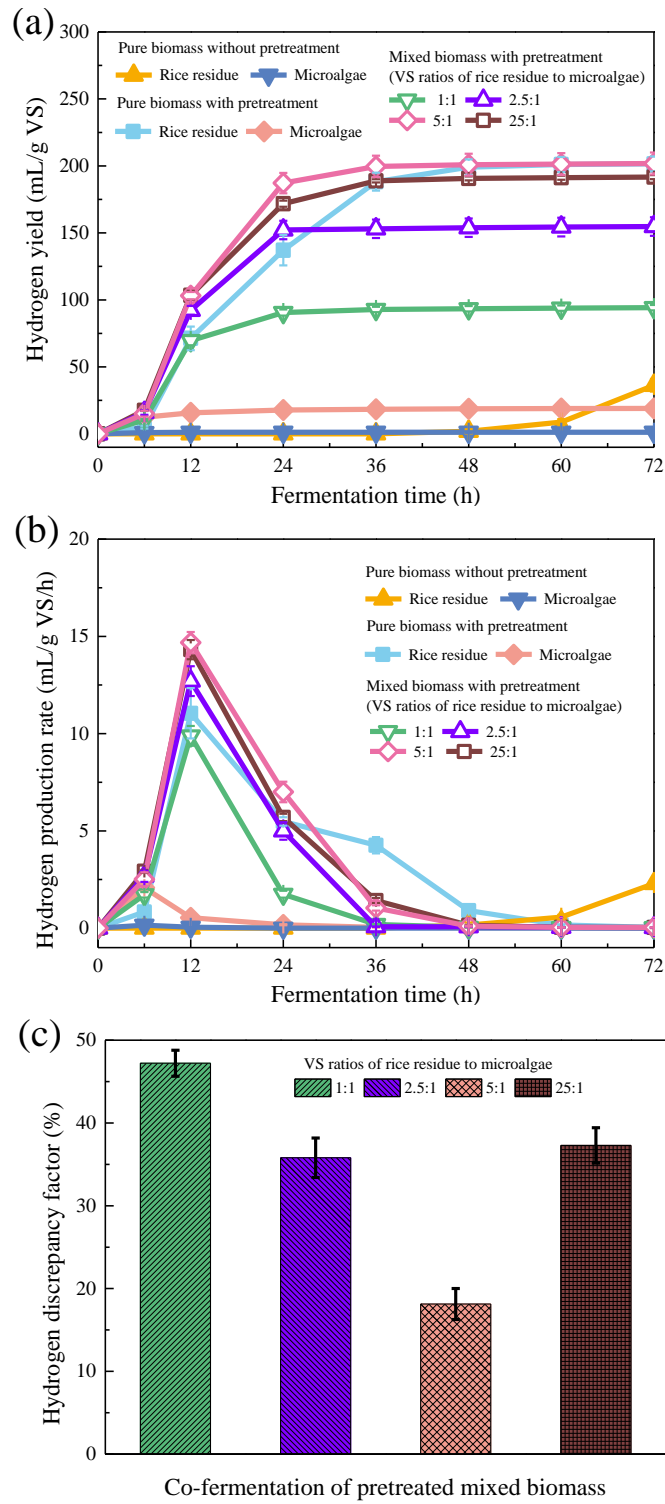 (a)
300
250
200
150
100
50
0
Hydrogen yield (mL/g VS)
Pure biomass without pretreatment
Rice residue Microalgae
Pure biomass with pretreatment
Rice residue Microalgae
Mixed biomass with pretreatment
(VS ratios of rice residue to microalgae)
1:1 2.5:1
5:1 25:1
0 12 24 36 48 60 72
Fermentation time (h)
(b)
20
15
10
5
0
Hydrogen production rate (mL/g VS/h)
Pure biomass without pretreatment
Rice residue Microalgae
Pure biomass with pretreatment
Rice residue Microalgae
Mixed biomass with pretreatment
(VS ratios of rice residue to microalgae)
1:1 2.5:1
5:1 25:1
0 12 24 36 48 60 72
Fermentation time (h)
(c)
50
40
30
20
10
0
Hydrogen discrepancy factor (%)
VS ratios of rice residue to microalgae
1:1 2.5:1 5:1 25:1
Co-fermentation of pretreated mixed biomass